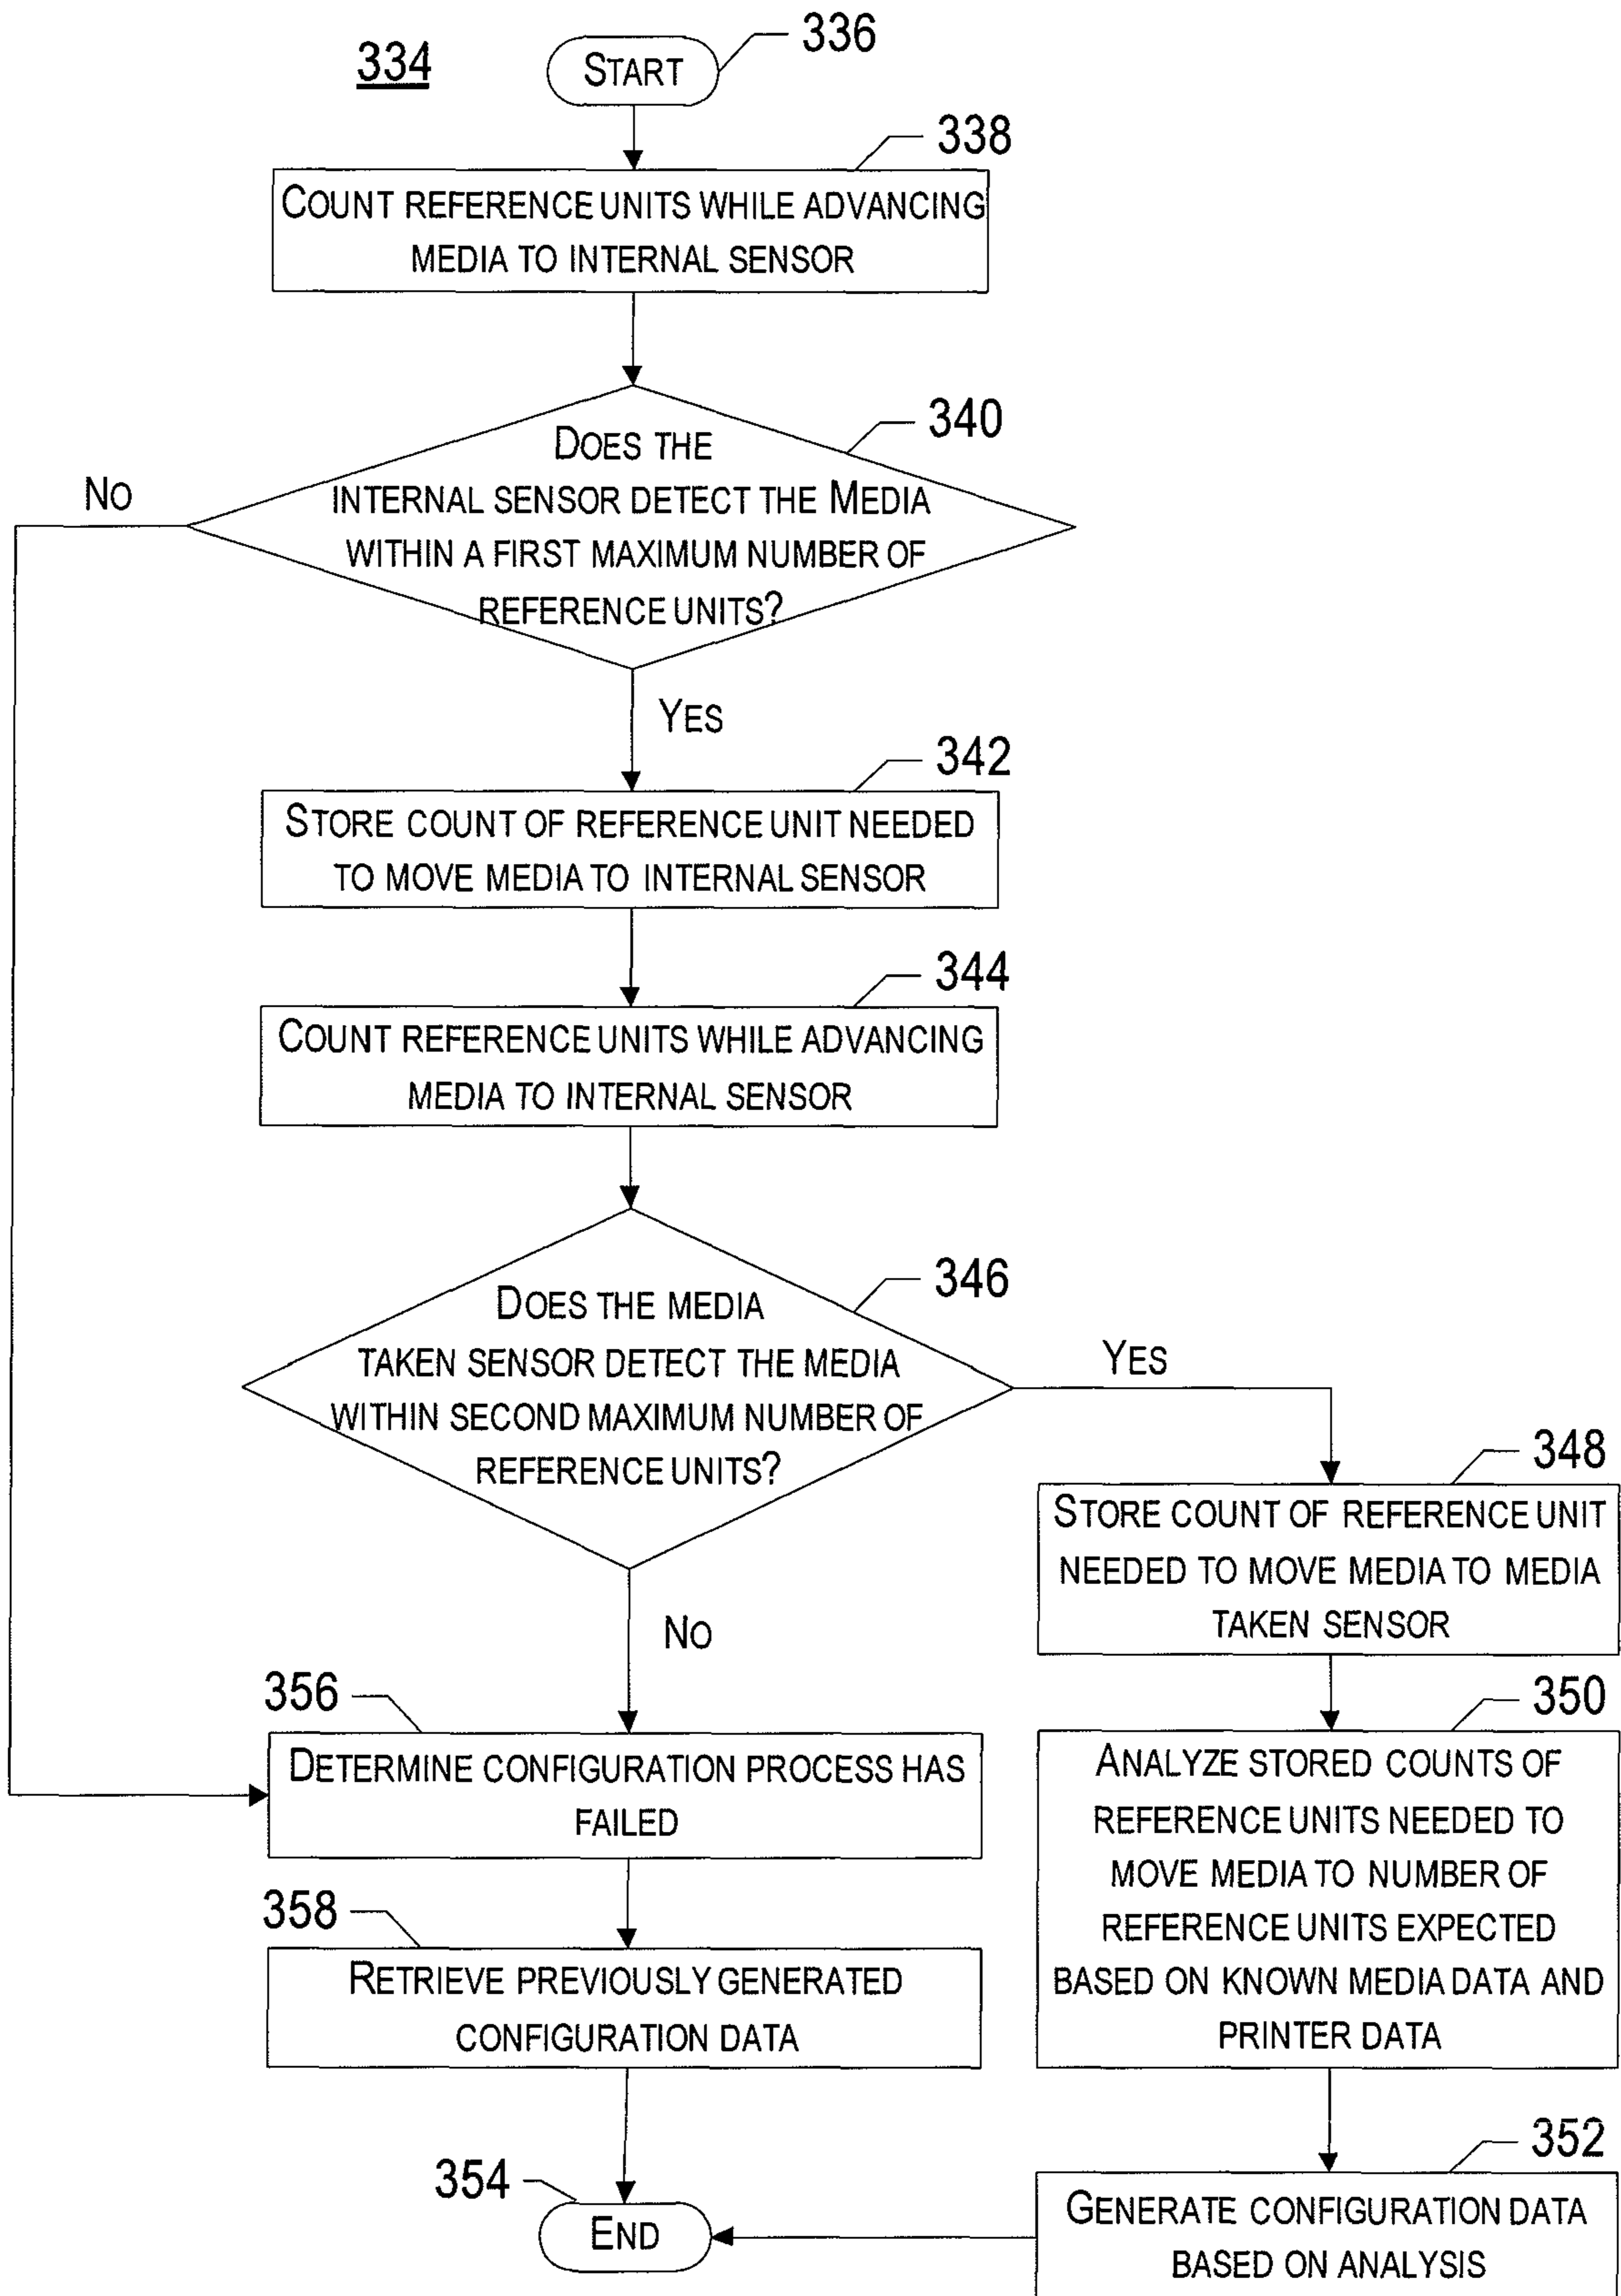 334
START
336
338
COUNT REFERENCE UNITS WHILE ADVANCING
MEDIA TO INTERNAL SENSOR
340
DOES THE
INTERNAL SENSOR DETECT THE MEDIA
WITHIN A FIRST MAXIMUM NUMBER OF
REFERENCE UNITS?
NO
YES
342
STORE COUNT OF REFERENCE UNIT NEEDED
TO MOVE MEDIA TO INTERNAL SENSOR
344
COUNT REFERENCE UNITS WHILE ADVANCING
MEDIA TO INTERNAL SENSOR
346
DOES THE MEDIA
TAKEN SENSOR DETECT THE MEDIA
WITHIN SECOND MAXIMUM NUMBER OF
REFERENCE UNITS?
YES
NO
348
STORE COUNT OF REFERENCE UNIT
NEEDED TO MOVE MEDIA TO MEDIA
TAKEN SENSOR
350
ANALYZE STORED COUNTS OF
REFERENCE UNITS NEEDED TO
MOVE MEDIA TO NUMBER OF
REFERENCE UNITS EXPECTED
BASED ON KNOWN MEDIA DATA AND
PRINTER DATA
352
GENERATE CONFIGURATION DATA
BASED ON ANALYSIS
356
DETERMINE CONFIGURATION PROCESS HAS
FAILED
358
RETRIEVE PREVIOUSLY GENERATED
CONFIGURATION DATA
354
END